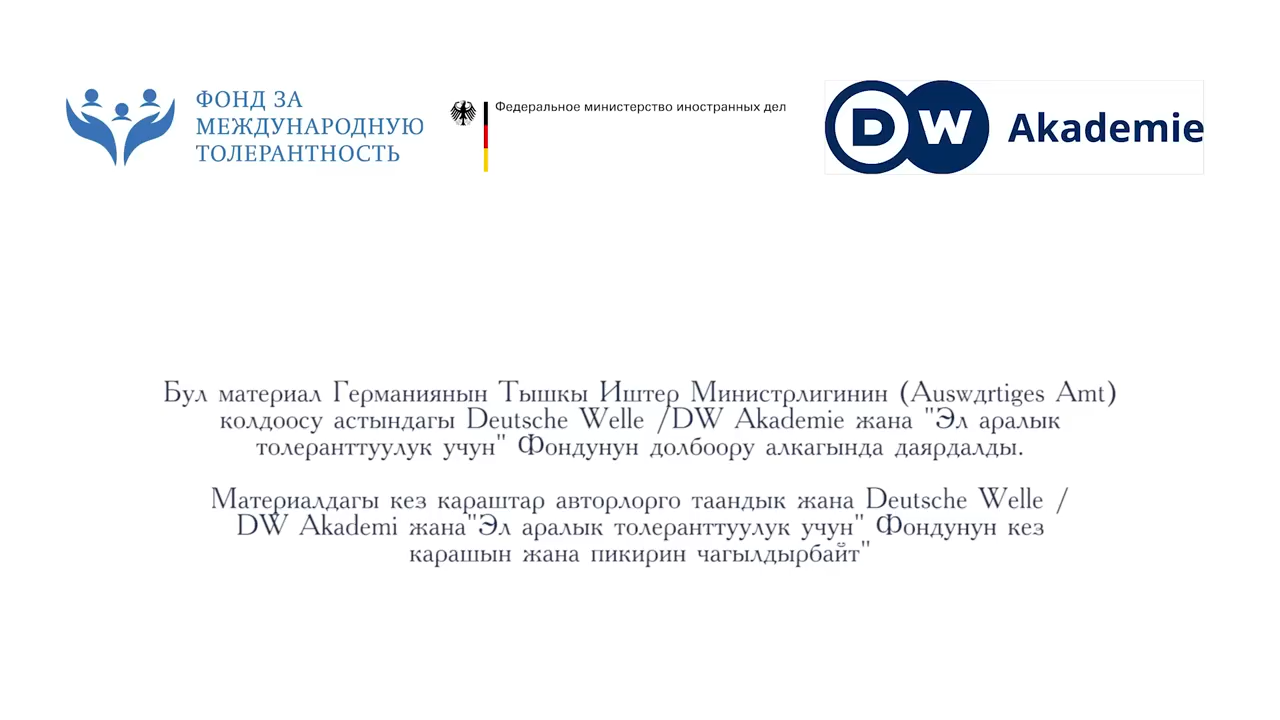 ФОНД ЗА
МЕЖДУНАРОДНУЮ
ТОЛЕРАНТНОСТЬ
Федеральное министерство иностранных дел
DW Akademie
Бул материал Германиянын Тышкы Иштер Министрлигинин (Auswдrtiges Amt)
колдоосу астындагы Deutsche Welle /DW Akademie жана "Эл аралык
толеранттуулук учун" Фондунун долбоору алкагында даярдалды.
Материалдагы кез караштар авторлорго таандык жана Deutsche Welle /
DW Akademi жана"Эл аралык толеранттуулук учун" Фондунун кез
карашын жана пикирин чагылдырбайт"